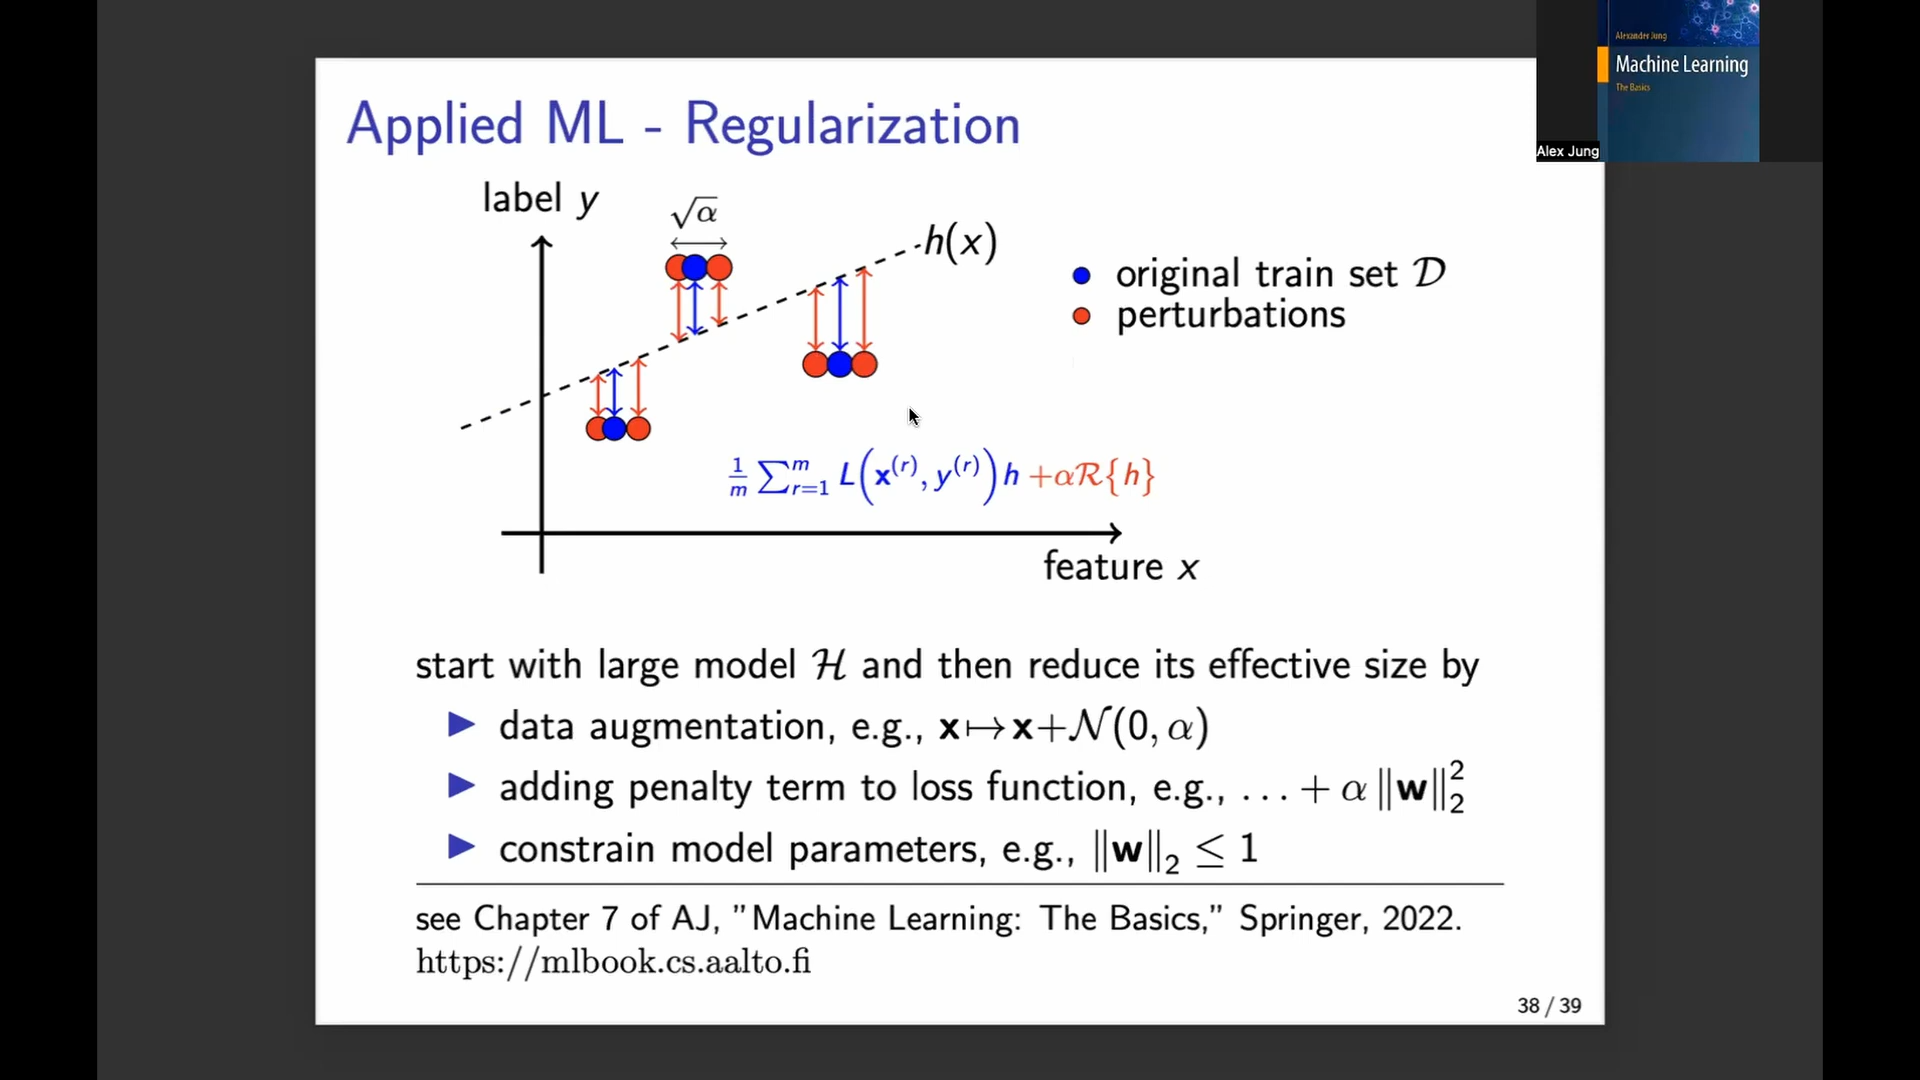 Alexander Jung
Machine Learning
The Basics
Alex Jung
Applied ML - Regularization
label y
√α
h(x)
original train set 𝒟
perturbations
1/m ∑ᵐᵣ₌₁ L(𝐱⁽ʳ⁾, y⁽ʳ⁾)h +αℛ{h}
feature x
start with large model ℋ and then reduce its effective size by
▶ data augmentation, e.g., 𝐱↦𝐱+𝒩(0, α)
▶ adding penalty term to loss function, e.g., … + α ‖𝐰‖₂²
▶ constrain model parameters, e.g., ‖𝐰‖₂ ≤ 1
see Chapter 7 of AJ, ”Machine Learning: The Basics,” Springer, 2022.
https://mlbook.cs.aalto.fi
38 / 39